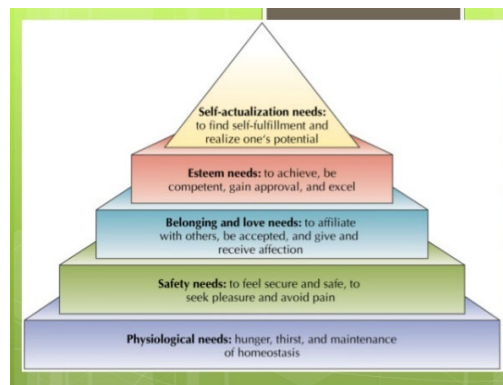 Self-actualization needs:
to find self-fulfillment and
realize one's potential
Esteem needs: to achieve, be
competent, gain approval, and excel
Belonging and love needs: to affiliate
with others, be accepted, and give and
receive affection
Safety needs: to feel secure and safe, to
seek pleasure and avoid pain
Physiological needs: hunger, thirst, and maintenance
of homeostasis